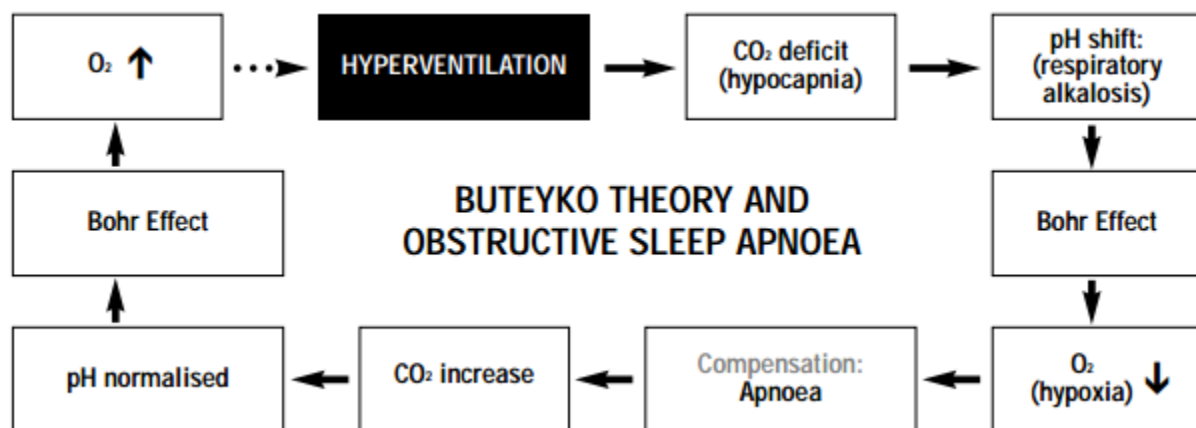 O₂ ↑
HYPERVENTILATION
CO₂ deficit
(hypocapnia)
pH shift:
(respiratory
alkalosis)
Bohr Effect
BUTEYKO THEORY AND
OBSTRUCTIVE SLEEP APNOEA
Bohr Effect
pH normalised
CO₂ increase
Compensation:
Apnoea
O₂
(hypoxia) ↓